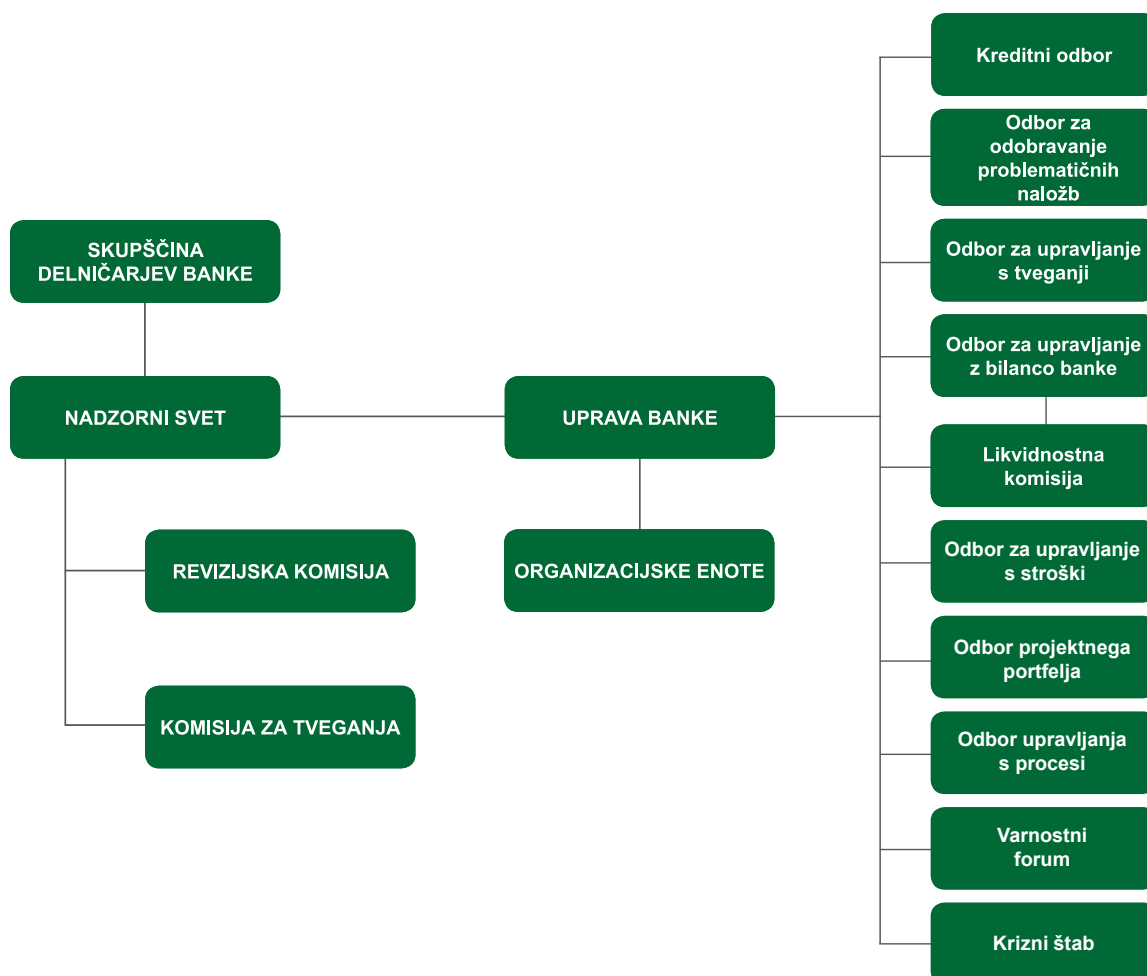 SKUPŠČINA
DELNIČARJEV BANKE
NADZORNI SVET
REVIZIJSKA KOMISIJA
KOMISIJA ZA TVEGANJA
UPRAVA BANKE
ORGANIZACIJSKE ENOTE
Kreditni odbor
Odbor za
odobravanje
problematičnih
naložb
Odbor za upravljanje
s tveganji
Odbor za upravljanje
z bilanco banke
Likvidnostna
komisija
Odbor za upravljanje
s stroški
Odbor projektnega
portfelja
Odbor upravljanja
s procesi
Varnostni
forum
Krizni štab